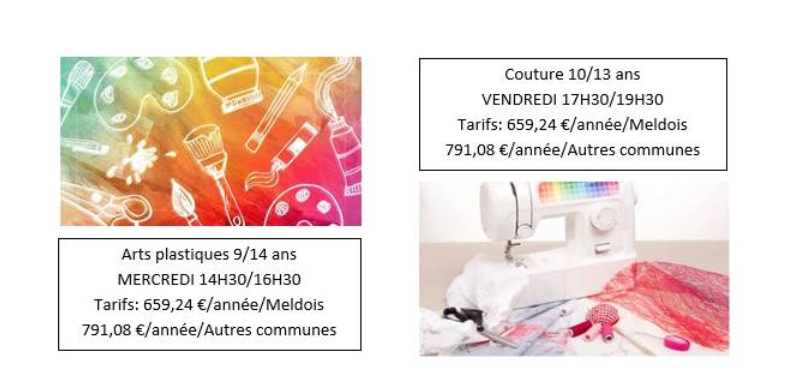 Couture 10/13 ans
VENDREDI 17H30/19H30
Tarifs: 659,24 €/année/Meldois
791,08 €/année/Autres communes
Arts plastiques 9/14 ans
MERCREDI 14H30/16H30
Tarifs: 659,24 €/année/Meldois
791,08 €/année/Autres communes